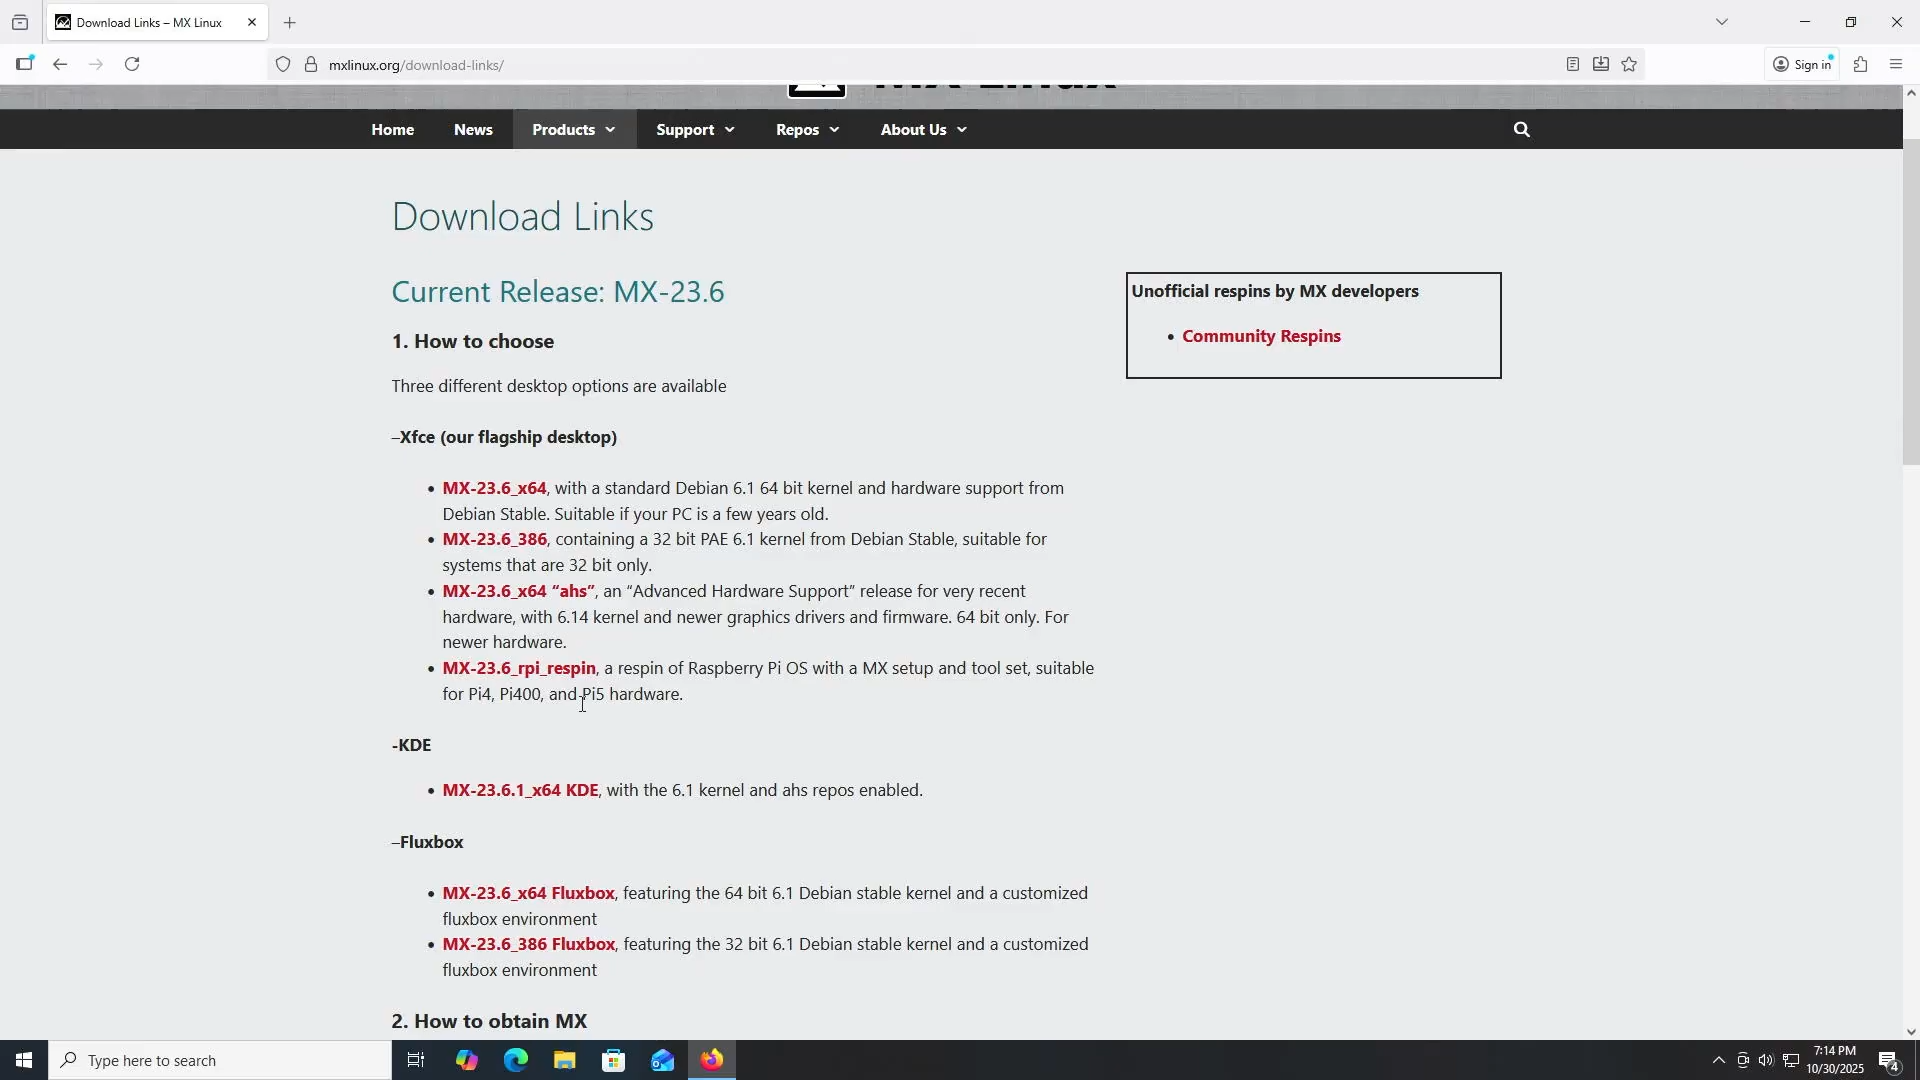 Download Links – MX Linux
mxlinux.org/download-links/
Sign in
MX Linux
Home News Products Support Repos About Us
Download Links
Current Release: MX-23.6
1. How to choose
Three different desktop options are available
–Xfce (our flagship desktop)
• MX-23.6_x64, with a standard Debian 6.1 64 bit kernel and hardware support from
Debian Stable. Suitable if your PC is a few years old.
• MX-23.6_386, containing a 32 bit PAE 6.1 kernel from Debian Stable, suitable for
systems that are 32 bit only.
• MX-23.6_x64 “ahs”, an “Advanced Hardware Support” release for very recent
hardware, with 6.14 kernel and newer graphics drivers and firmware. 64 bit only. For
newer hardware.
• MX-23.6_rpi_respin, a respin of Raspberry Pi OS with a MX setup and tool set, suitable
for Pi4, Pi400, and Pi5 hardware.
-KDE
• MX-23.6.1_x64 KDE, with the 6.1 kernel and ahs repos enabled.
–Fluxbox
• MX-23.6_x64 Fluxbox, featuring the 64 bit 6.1 Debian stable kernel and a customized
fluxbox environment
• MX-23.6_386 Fluxbox, featuring the 32 bit 6.1 Debian stable kernel and a customized
fluxbox environment
2. How to obtain MX
Unofficial respins by MX developers
• Community Respins
Type here to search
7:14 PM
10/30/2025
4